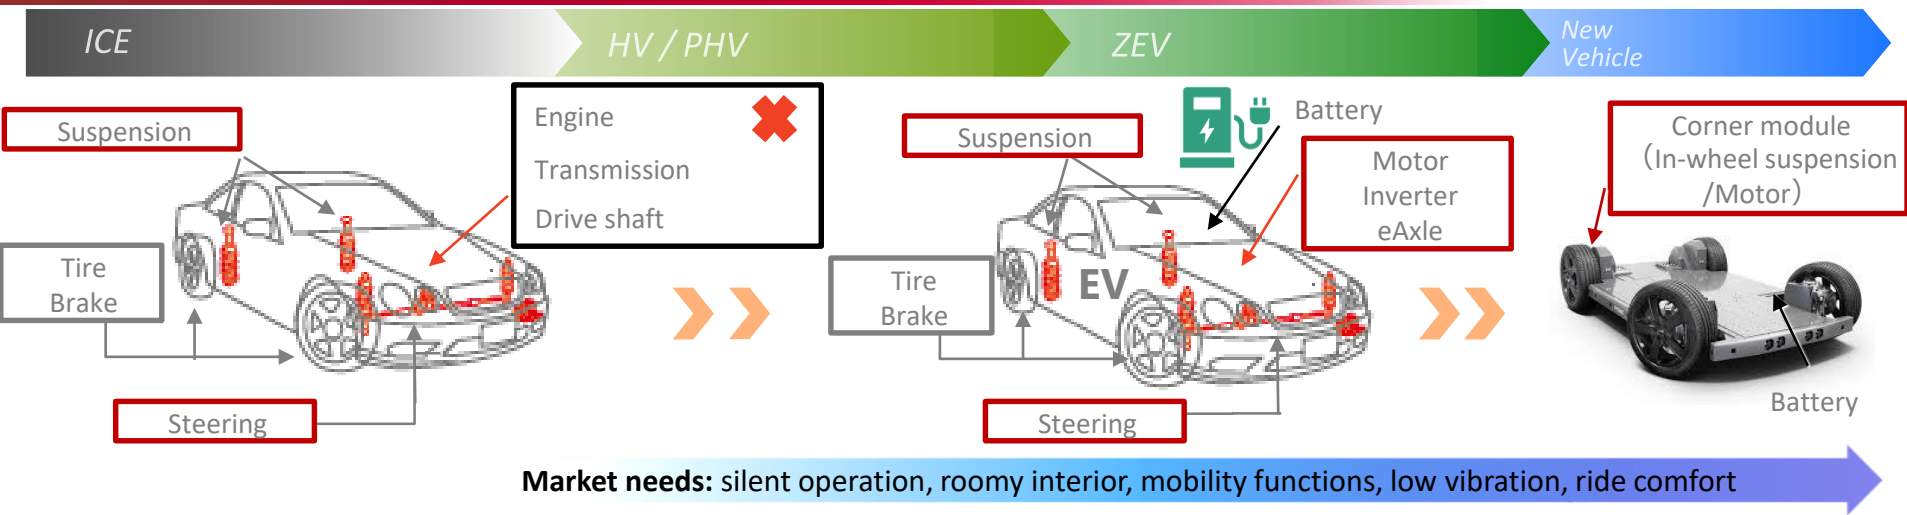 ICE
HV / PHV
ZEV
New
Vehicle
Suspension
Engine
Transmission
Drive shaft
Tire
Brake
Steering
Suspension
Battery
Motor
Inverter
eAxle
EV
Tire
Brake
Steering
Corner module
（In-wheel suspension
/Motor）
Battery
Market needs: silent operation, roomy interior, mobility functions, low vibration, ride comfort